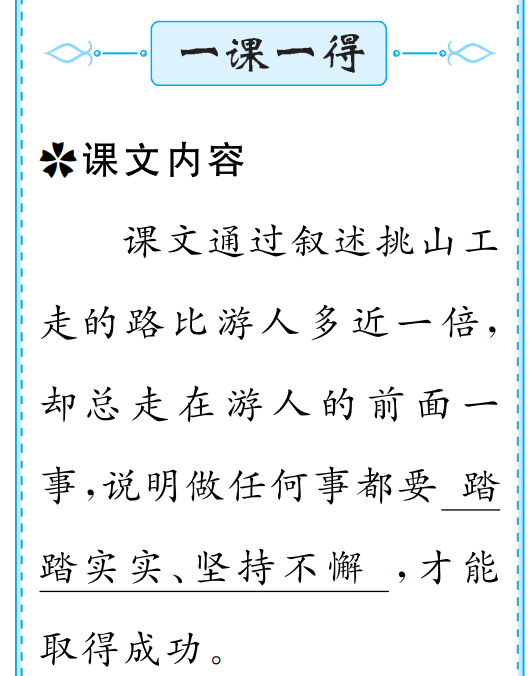 一课一得
课文内容
课文通过叙述挑山工
走的路比游人多近一倍，
却总走在游人的前面一
事，说明做任何事都要 踏
踏实实、坚持不懈 ，才能
取得成功。